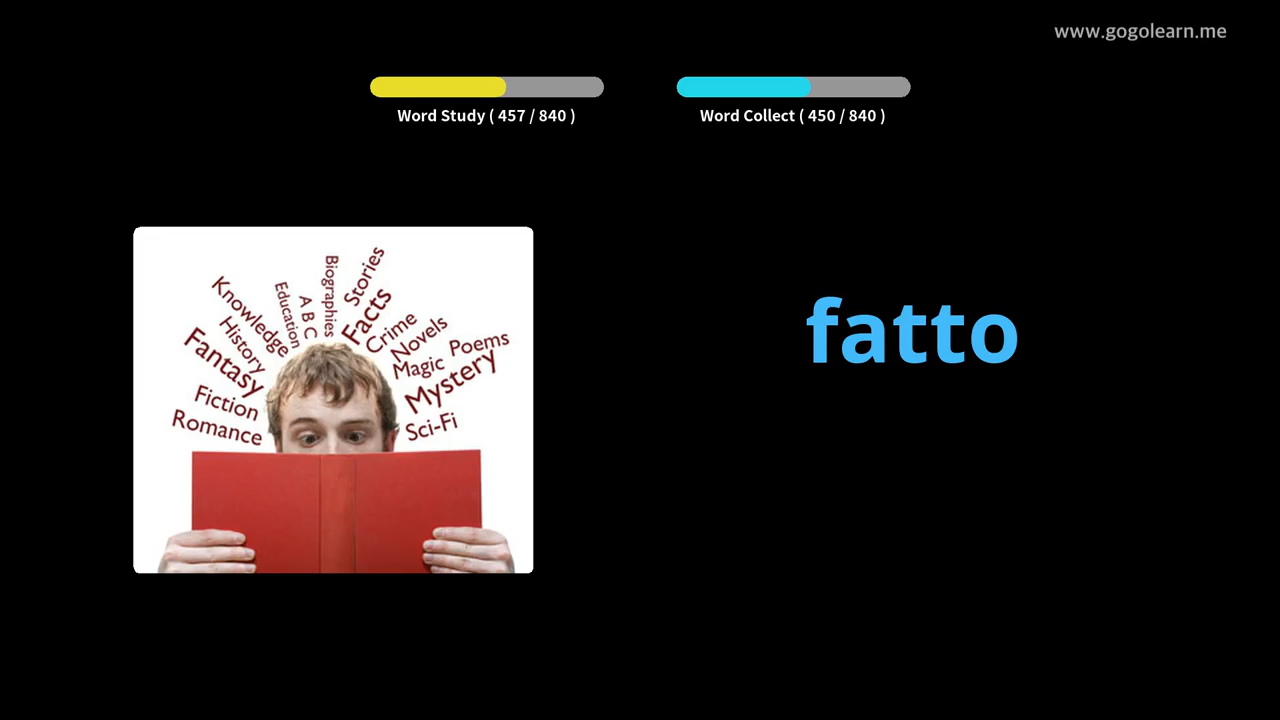 www.gogolearn.me
Word Study ( 457 / 840 )
Word Collect ( 450 / 840 )
Stories
Biographies
Facts
A B C
Education
Knowledge
Crime
History
Novels
Poems
Fantasy
Magic
Mystery
Fiction
Romance
Sci-Fi
fatto